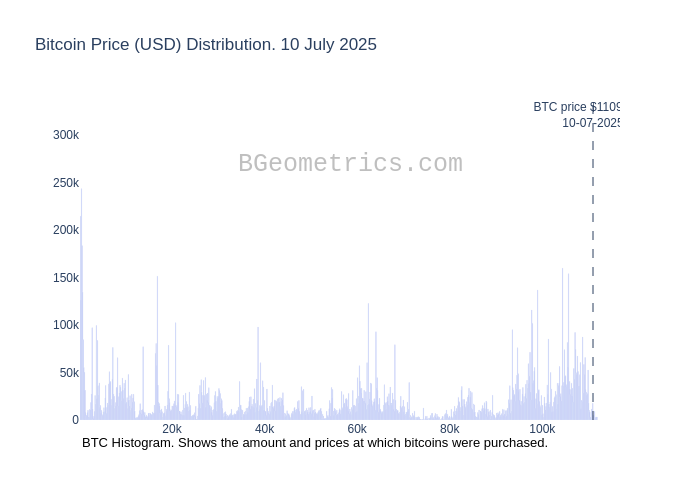 Bitcoin Price (USD) Distribution. 10 July 2025
BTC price $1109
10-07-2025
300k
BGeometrics.com
250k
200k
150k
100k
50k
0
20k 40k 60k 80k 100k
BTC Histogram. Shows the amount and prices at which bitcoins were purchased.